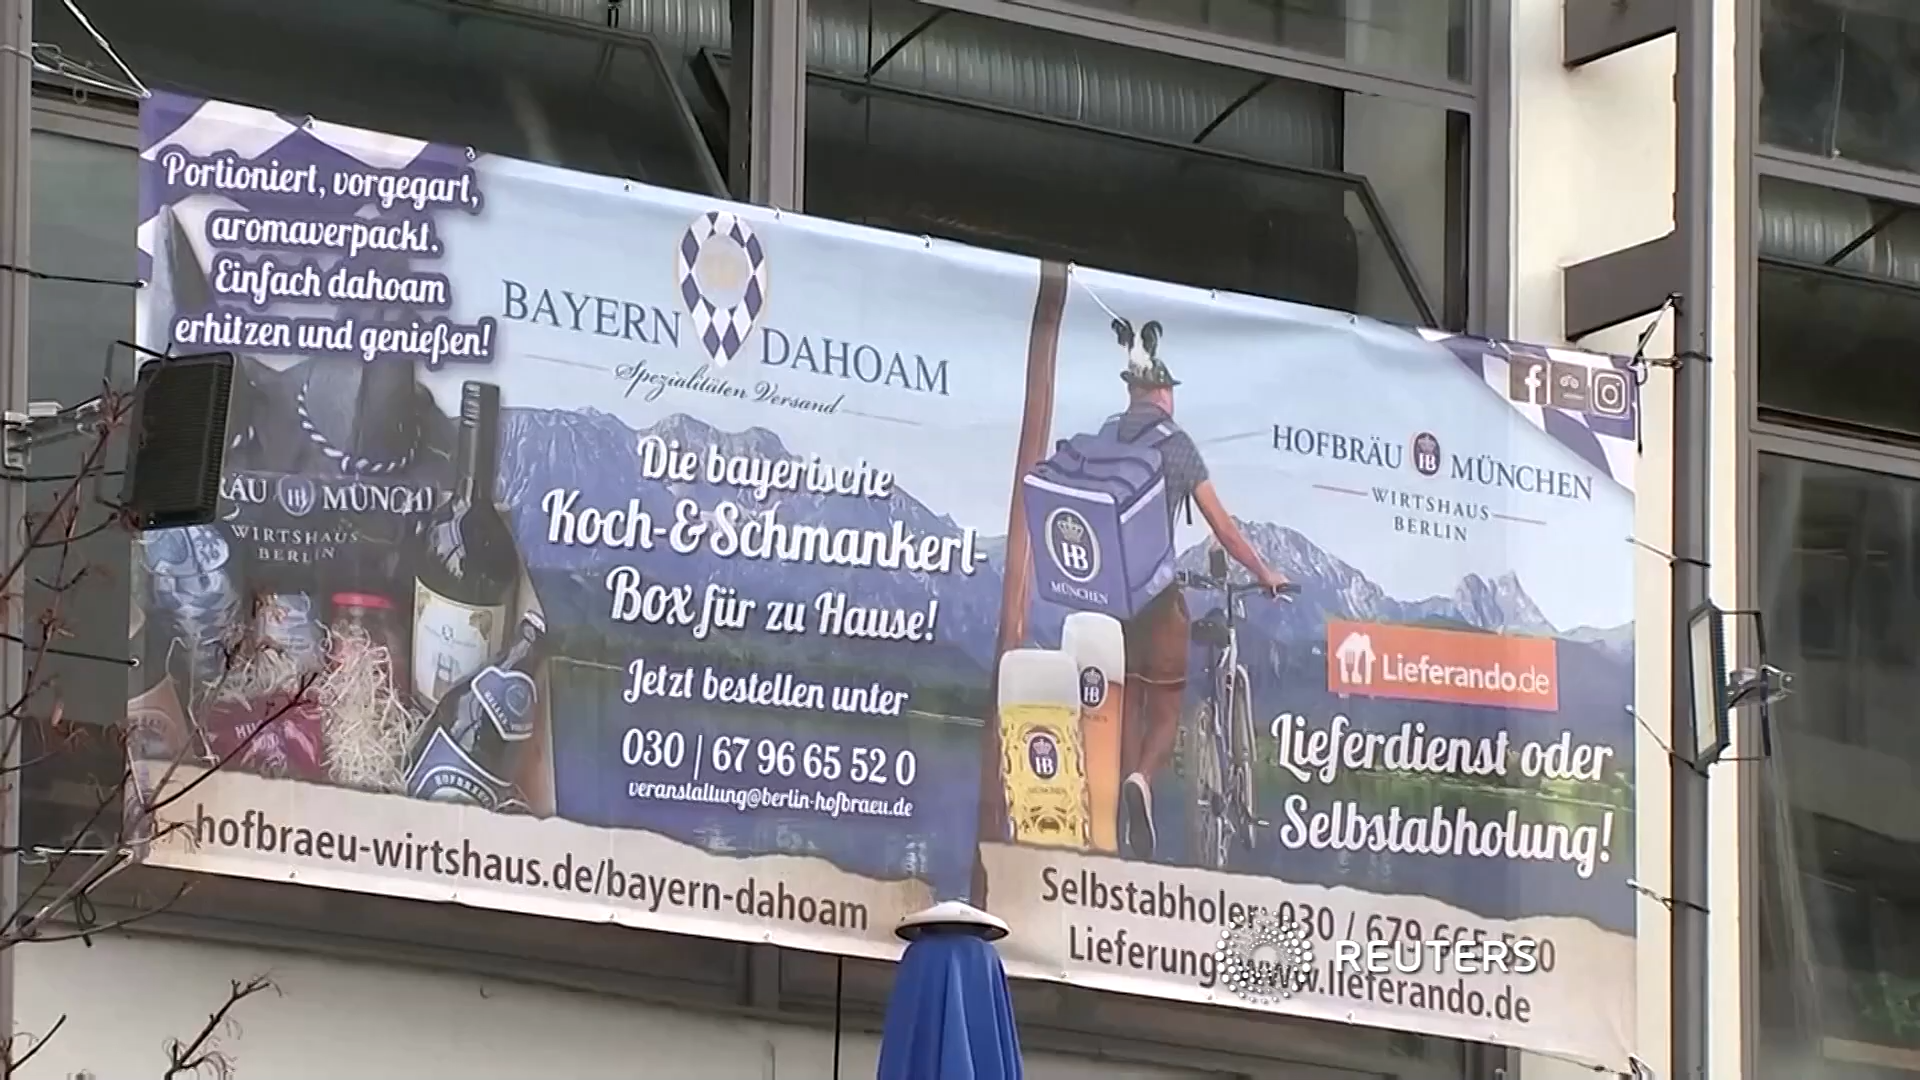 Portioniert, vorgegart,
aromaverpackt.
Einfach dahoam
erhitzen und genießen!
BAYERN DAHOAM
Spezialitäten Versand
Die bayerische
Koch-&Schmankerl-
Box für zu Hause!
Jetzt bestellen unter
030 | 67 96 65 52 0
veranstaltung@berlin-hofbraeu.de
hofbraeu-wirtshaus.de/bayern-dahoam
HB MÜNCHEN
WIRTSHAUS
BERLIN
HB
MÜNCHEN
HB
HB
HOFBRÄU HB MÜNCHEN
WIRTSHAUS
BERLIN
Lieferando.de
Lieferdienst oder
Selbstabholung!
Selbstabholer: 030 / 679 665 520
Lieferung: www.lieferando.de
REUTERS